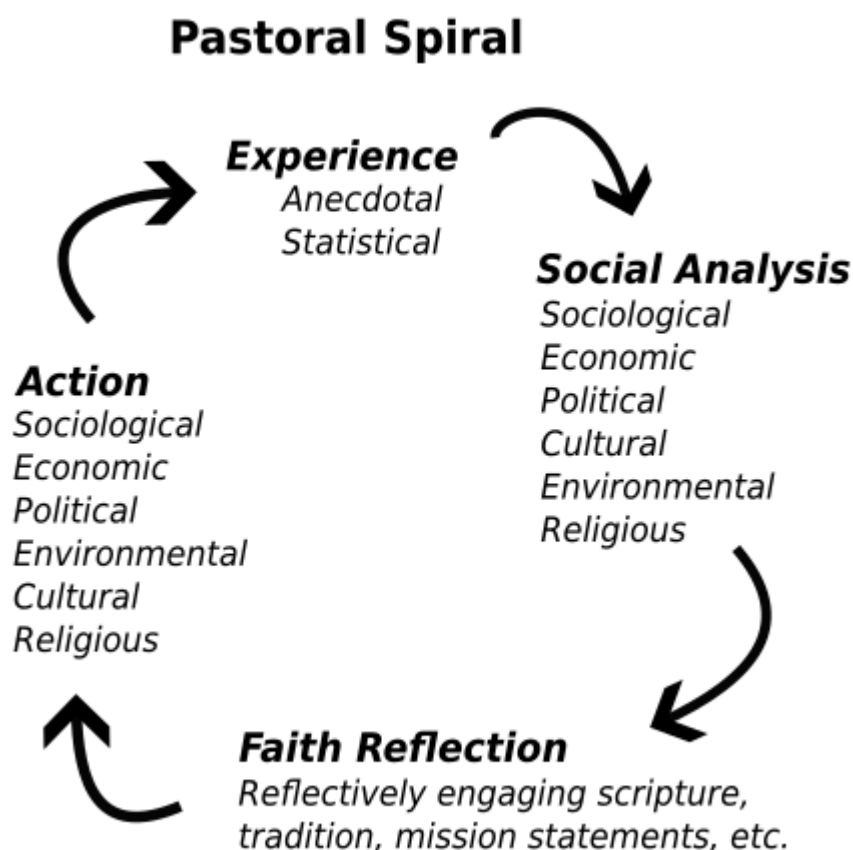 Pastoral Spiral
Experience
Anecdotal
Statistical
Social Analysis
Sociological
Economic
Political
Cultural
Environmental
Religious
Faith Reflection
Reflectively engaging scripture,
tradition, mission statements, etc.
Action
Sociological
Economic
Political
Environmental
Cultural
Religious